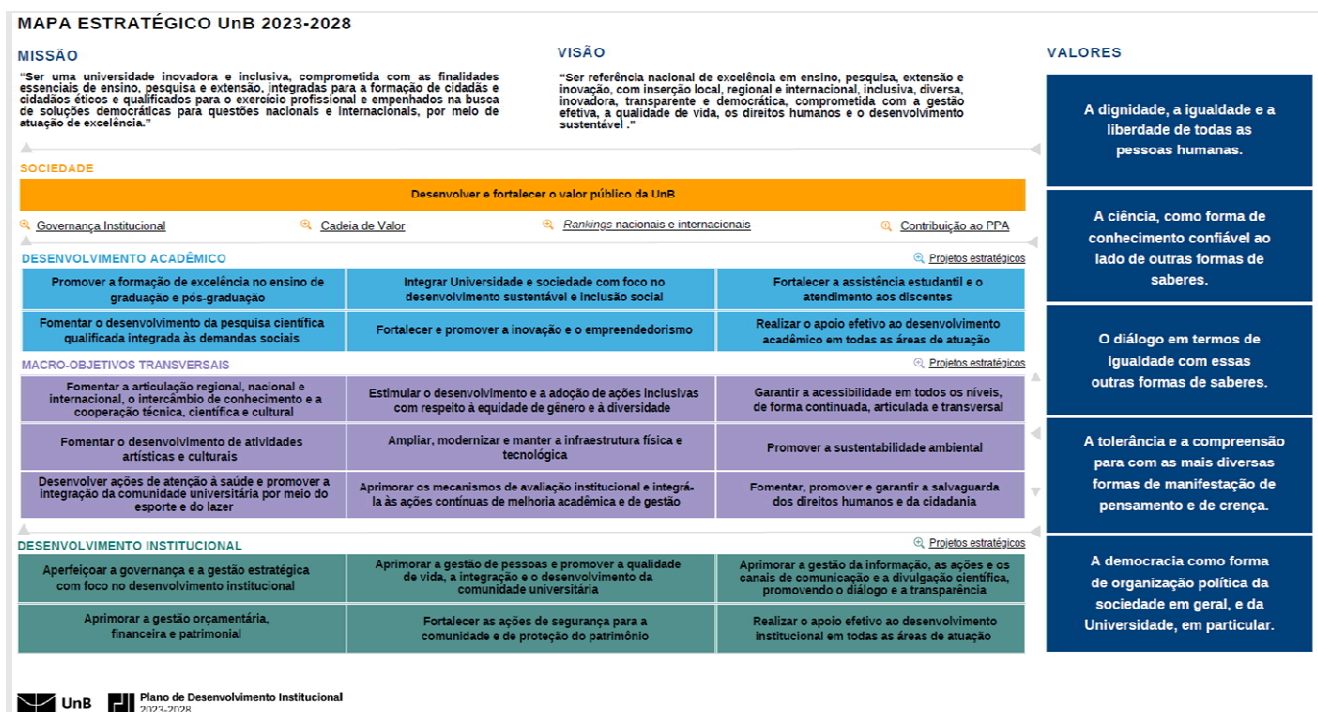 MAPA ESTRATÉGICO UnB 2023-2028
MISSÃO
“Ser uma universidade inovadora e inclusiva, comprometida com as finalidades
essenciais de ensino, pesquisa e extensão, integradas para a formação de cidadãs e
cidadãos éticos e qualificados para o exercício profissional e empenhados na busca
de soluções democráticas para questões nacionais e internacionais, por meio de
atuação de excelência.”
VISÃO
“Ser referência nacional de excelência em ensino, pesquisa, extensão e
inovação, com inserção local, regional e internacional, inclusiva, diversa,
inovadora, transparente e democrática, comprometida com a gestão
efetiva, a qualidade de vida, os direitos humanos e o desenvolvimento
sustentável .”
VALORES
A dignidade, a igualdade e a
liberdade de todas as
pessoas humanas.
A ciência, como forma de
conhecimento confiável ao
lado de outras formas de
saberes.
O diálogo em termos de
igualdade com essas
outras formas de saberes.
A tolerância e a compreensão
para com as mais diversas
formas de manifestação de
pensamento e de crença.
A democracia como forma
de organização política da
sociedade em geral, e da
Universidade, em particular.
SOCIEDADE
Desenvolver e fortalecer o valor público da UnB
Governança Institucional
Cadeia de Valor
Rankings nacionais e internacionais
Contribuição ao PPA
DESENVOLVIMENTO ACADÊMICO
Projetos estratégicos
Promover a formação de excelência no ensino de
graduação e pós-graduação
Integrar Universidade e sociedade com foco no
desenvolvimento sustentável e inclusão social
Fortalecer a assistência estudantil e o
atendimento aos discentes
Fomentar o desenvolvimento da pesquisa científica
qualificada integrada às demandas sociais
Fortalecer e promover a inovação e o empreendedorismo
Realizar o apoio efetivo ao desenvolvimento
acadêmico em todas as áreas de atuação
MACRO-OBJETIVOS TRANSVERSAIS
Projetos estratégicos
Fomentar a articulação regional, nacional e
internacional, o intercâmbio de conhecimento e a
cooperação técnica, científica e cultural
Estimular o desenvolvimento e a adoção de ações inclusivas
com respeito à equidade de gênero e à diversidade
Garantir a acessibilidade em todos os níveis,
de forma continuada, articulada e transversal
Fomentar o desenvolvimento de atividades
artísticas e culturais
Ampliar, modernizar e manter a infraestrutura física e
tecnológica
Promover a sustentabilidade ambiental
Desenvolver ações de atenção à saúde e promover a
integração da comunidade universitária por meio do
esporte e do lazer
Aprimorar os mecanismos de avaliação institucional e integrá-
la às ações contínuas de melhoria acadêmica e de gestão
Fomentar, promover e garantir a salvaguarda
dos direitos humanos e da cidadania
DESENVOLVIMENTO INSTITUCIONAL
Projetos estratégicos
Aperfeiçoar a governança e a gestão estratégica
com foco no desenvolvimento institucional
Aprimorar a gestão de pessoas e promover a qualidade
de vida, a integração e o desenvolvimento da
comunidade universitária
Aprimorar a gestão da informação, as ações e os
canais de comunicação e a divulgação científica,
promovendo o diálogo e a transparência
Aprimorar a gestão orçamentária,
financeira e patrimonial
Fortalecer as ações de segurança para a
comunidade e de proteção do patrimônio
Realizar o apoio efetivo ao desenvolvimento
institucional em todas as áreas de atuação
UnB
Plano de Desenvolvimento Institucional
2023-2028